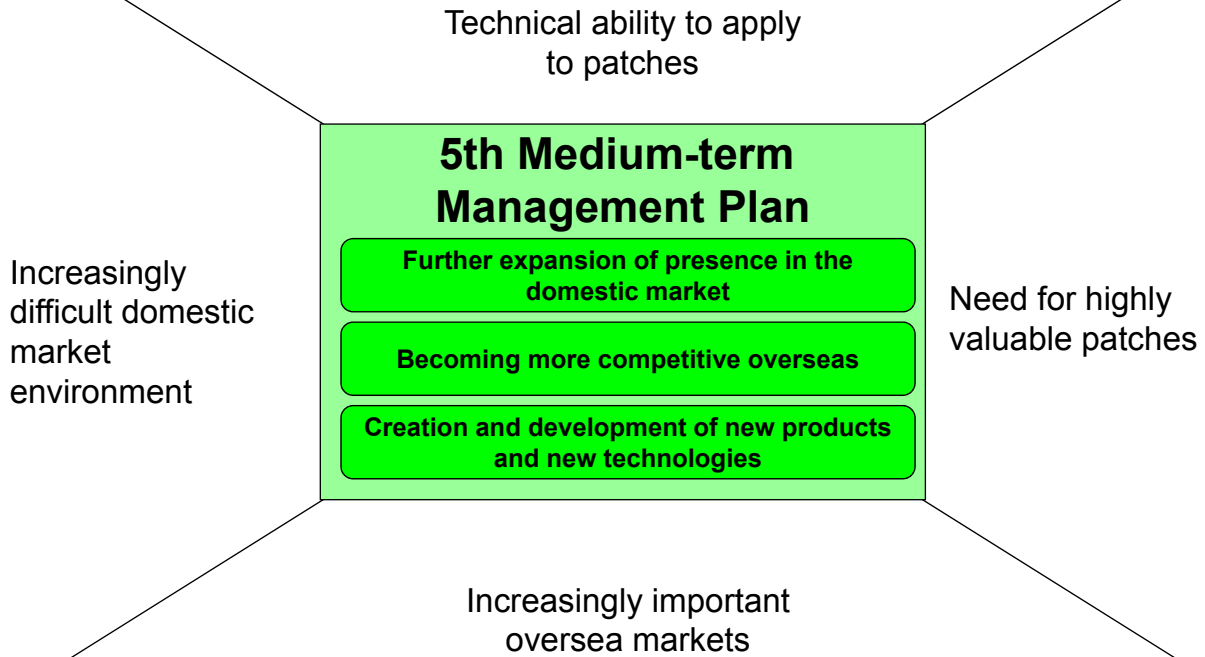 Technical ability to apply
to patches
5th Medium-term
Management Plan
Further expansion of presence in the
domestic market
Becoming more competitive overseas
Creation and development of new products
and new technologies
Increasingly
difficult domestic
market
environment
Need for highly
valuable patches
Increasingly important
oversea markets